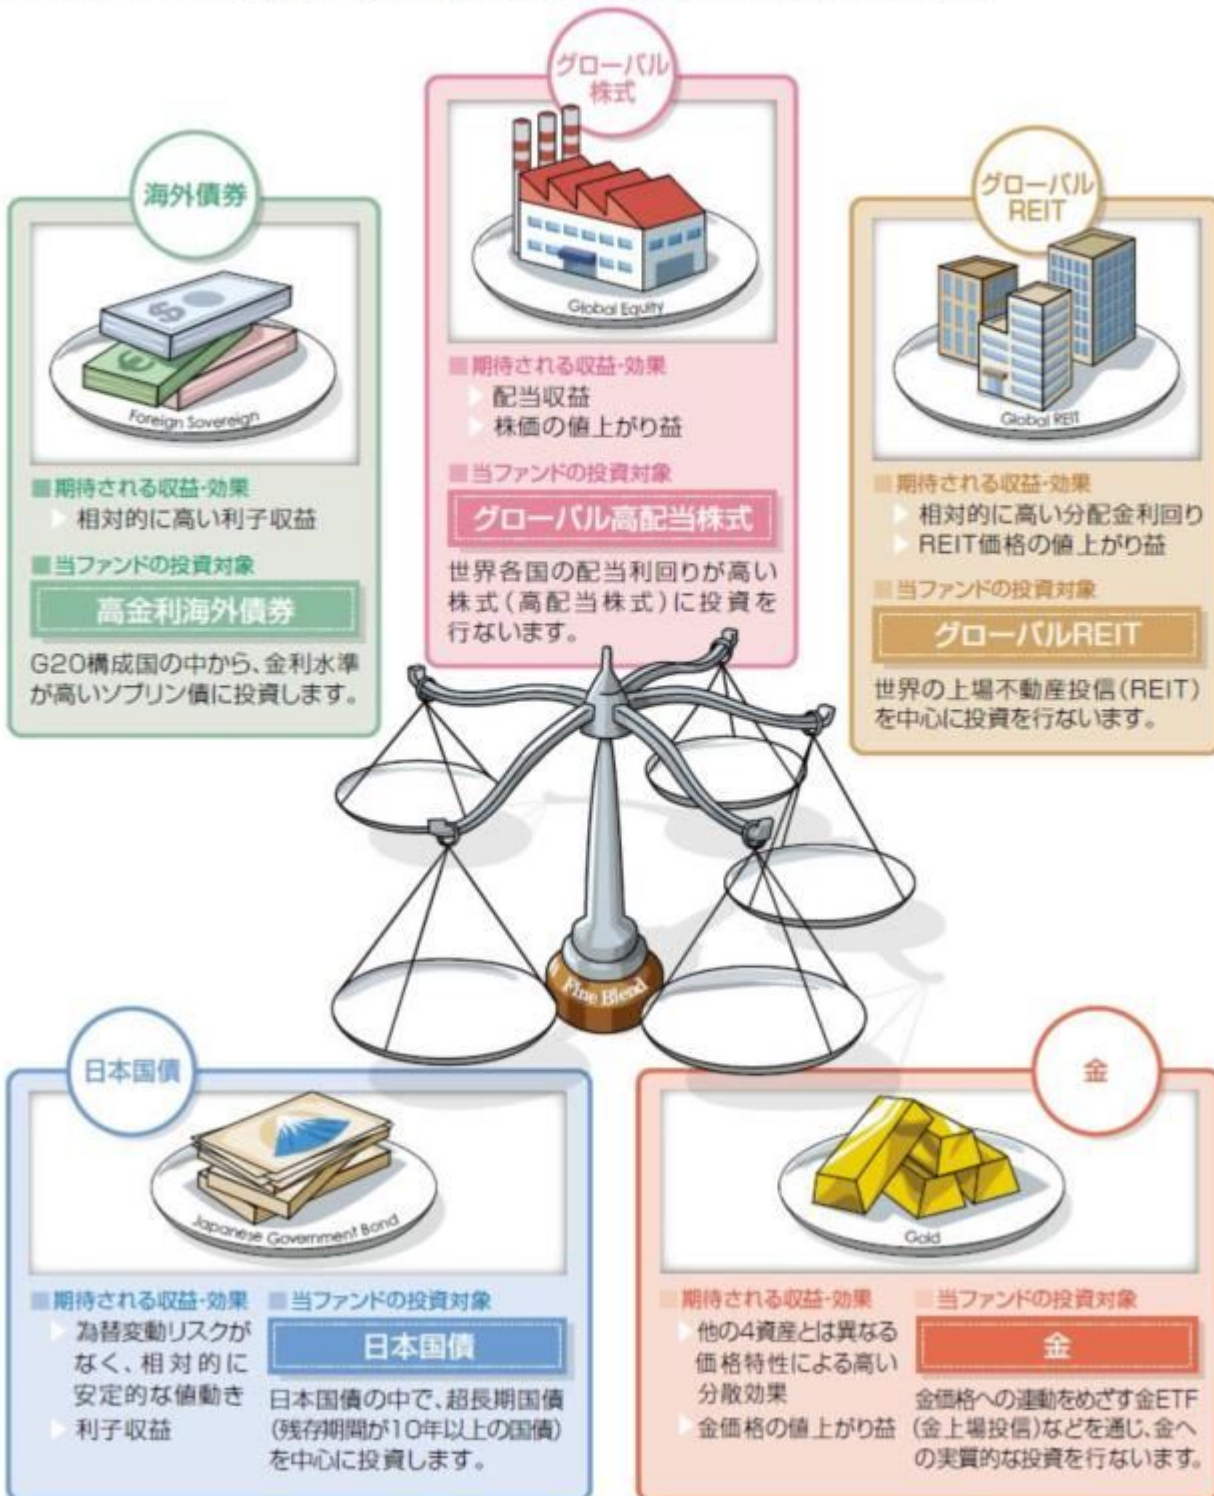 グローバル
株式
Global Equity
■期待される収益・効果
配当収益
株価の値上がり益
■当ファンドの投資対象
グローバル高配当株式
世界各国の配当利回りが高い
株式(高配当株式)に投資を
行ないます。
海外債券
Foreign Sovereign
■期待される収益・効果
相対的に高い利子収益
■当ファンドの投資対象
高金利海外債券
G20構成国の中から、金利水準
が高いソブリン債に投資します。
グローバル
REIT
Global REIT
■期待される収益・効果
相対的に高い分配金利回り
REIT価格の値上がり益
■当ファンドの投資対象
グローバルREIT
世界の上場不動産投信(REIT)
を中心に投資を行ないます。
Fine Blend
日本国債
Japanese Government Bond
■期待される収益・効果
為替変動リスクが
なく、相対的に
安定的な値動き
利子収益
■当ファンドの投資対象
日本国債
日本国債の中で、超長期国債
(残存期間が10年以上の国債)
を中心に投資します。
金
Gold
■期待される収益・効果
他の4資産とは異なる
価格特性による高い
分散効果
金価格の値上がり益
■当ファンドの投資対象
金
金価格への連動をめざす金ETF
(金上場投信)などを通じ、金へ
の実質的な投資を行ないます。